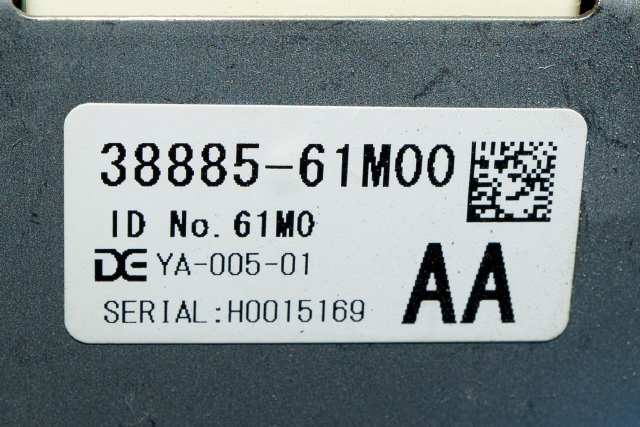 38885-61M00
ID No. 61M0
DE YA-005-01
AA
SERIAL:H0015169